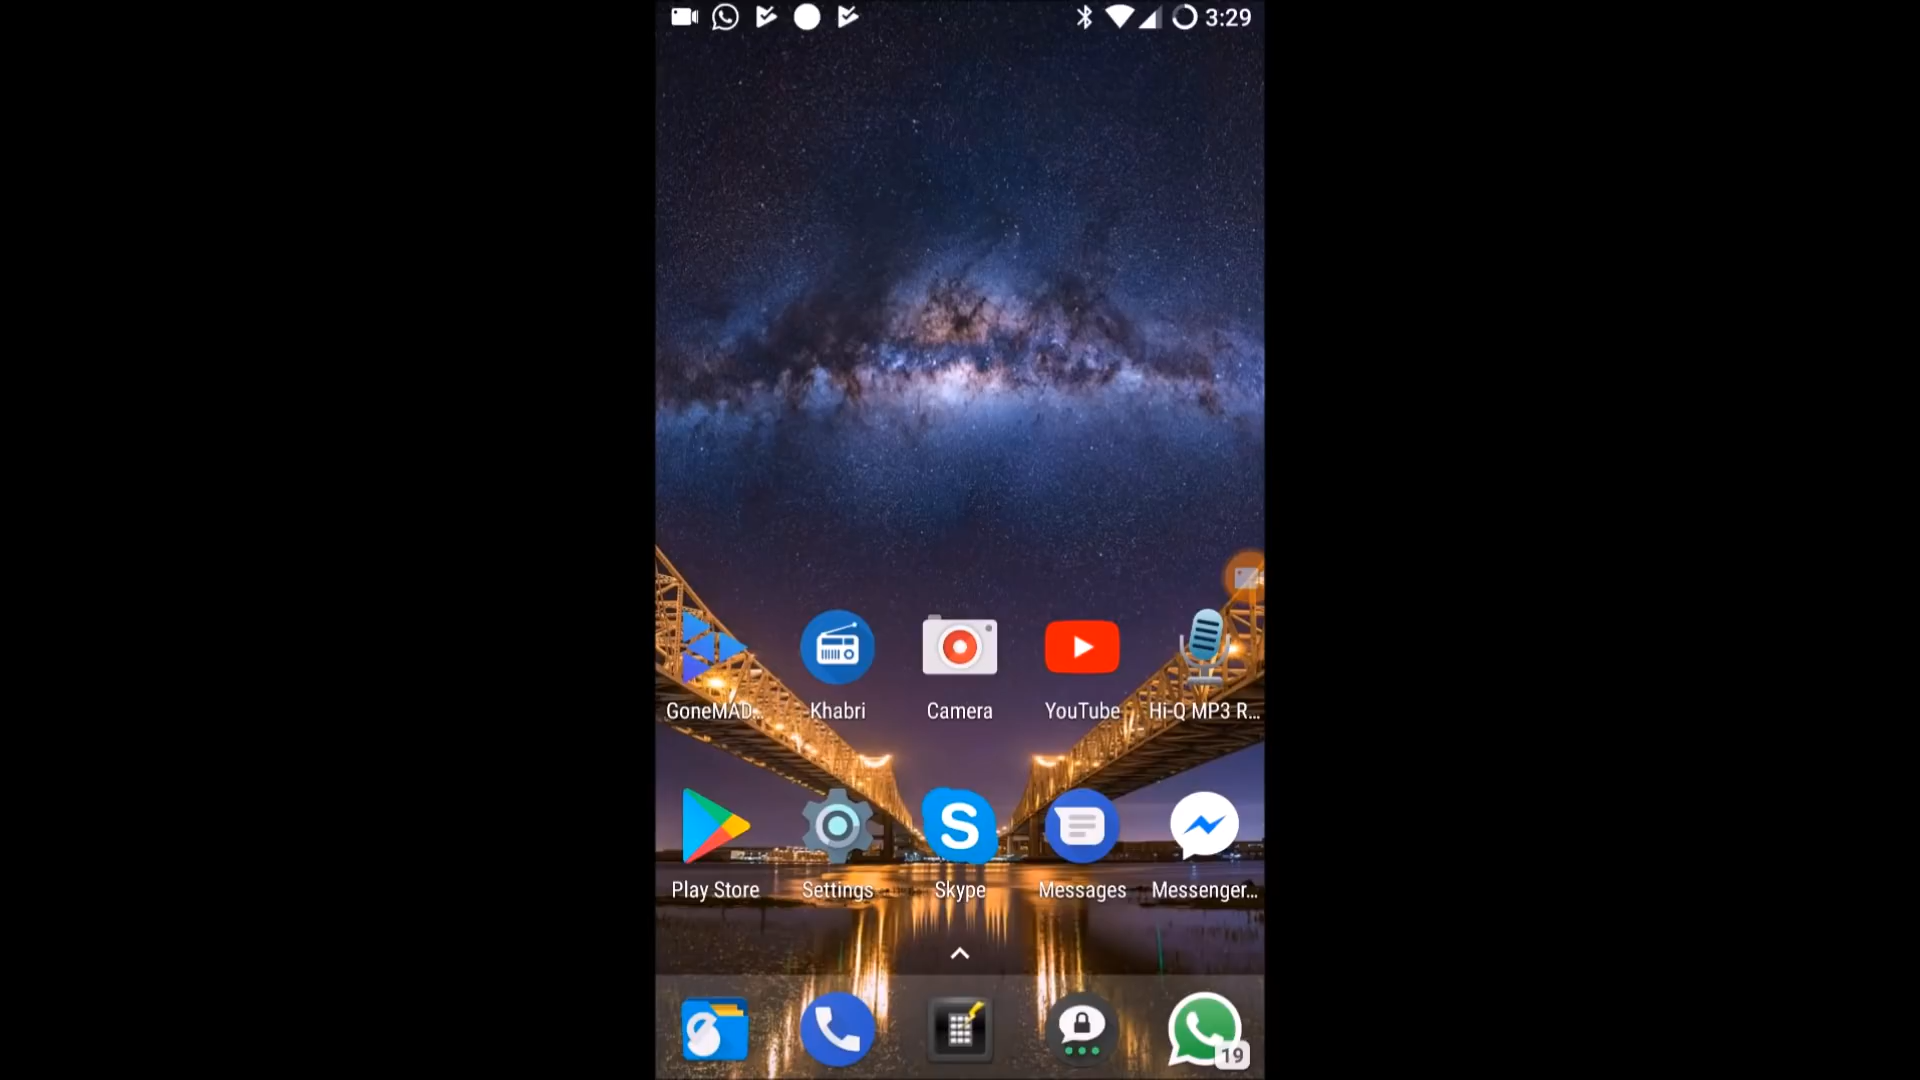 3:29
GoneMAD..
Khabri
Camera
YouTube
Hi-Q MP3 R...
Play Store
Settings
S
Skype
Messages
Messenger...
19